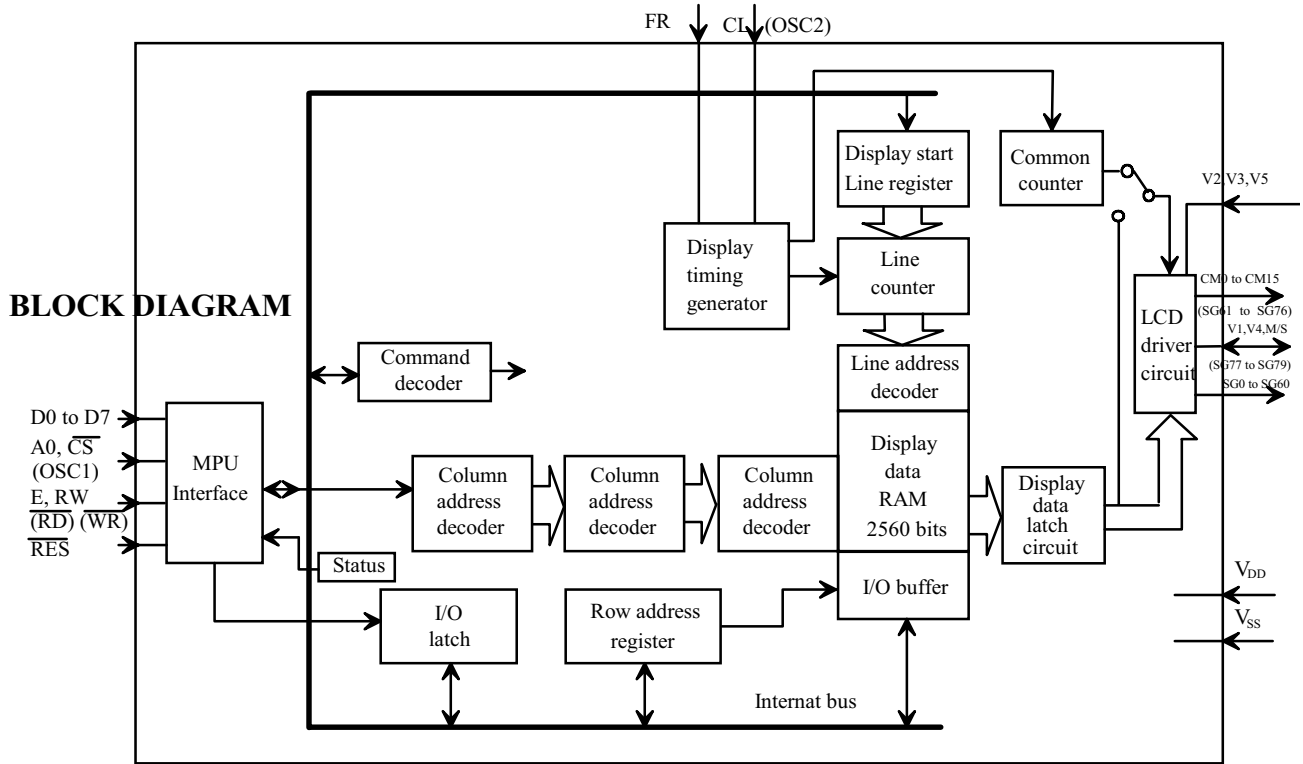 FR
CL (OSC2)
Display start
Line register
Common
counter
V2,V3,V5
Display
timing
generator
Line
counter
BLOCK DIAGRAM
CM0 to CM15
(SG61 to SG76)
V1,V4,M/S
(SG77 to SG79)
SG0 to SG60
LCD
driver
circuit
Command
decoder
Line address
decoder
D0 to D7
A0, C̅S̅
(OSC1)
E, RW
(R̅D̅) (W̅R̅)
R̅E̅S̅
MPU
Interface
Column
address
decoder
Column
address
decoder
Column
address
decoder
Display
data
RAM
2560 bits
Display
data
latch
circuit
Status
I/O buffer
I/O
latch
Row address
register
VDD
VSS
Internat bus